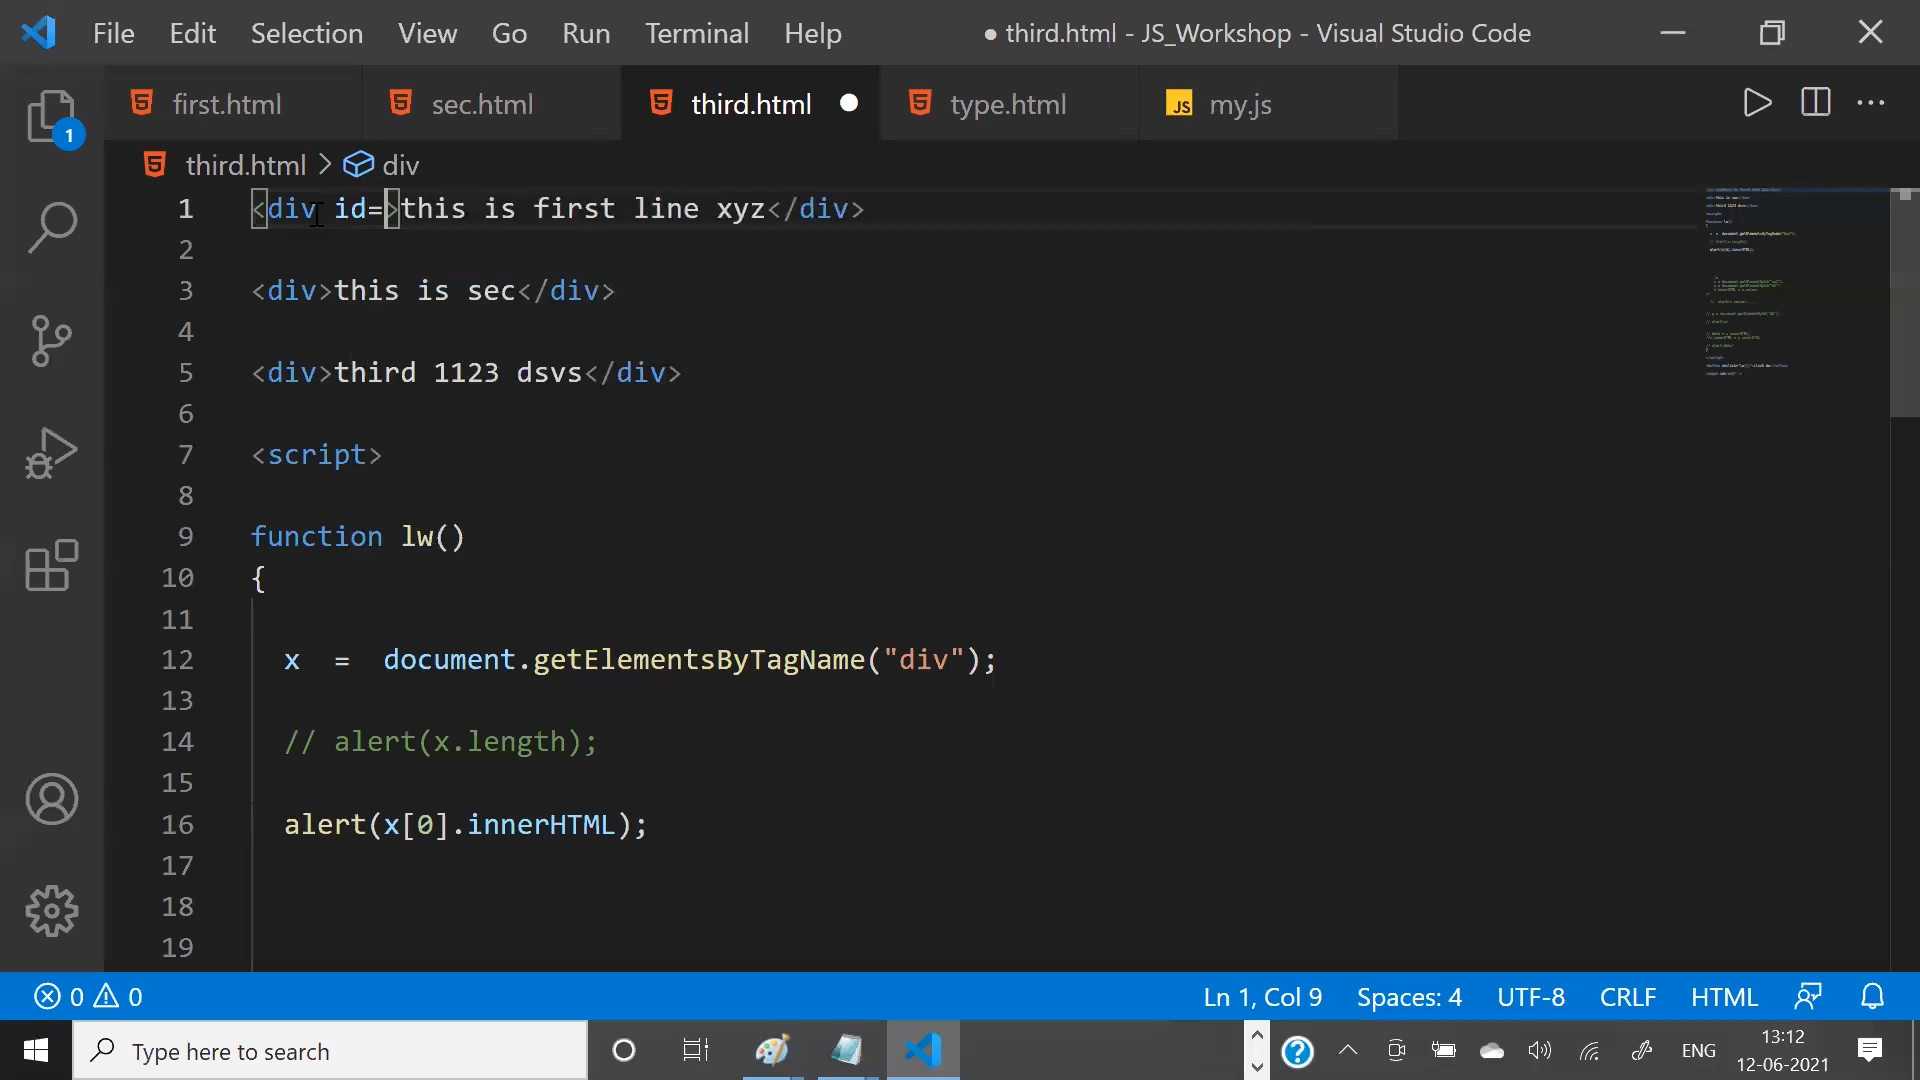 File Edit Selection View Go Run Terminal Help ● third.html - JS_Workshop - Visual Studio Code
first.html sec.html third.html type.html JS my.js
1
third.html > div
1 <div id=>this is first line xyz</div>
2
3 <div>this is sec</div>
4
5 <div>third 1123 dsvs</div>
6
7 <script>
8
9 function lw()
10 {
11
12 x = document.getElementsByTagName("div");
13
14 // alert(x.length);
15
16 alert(x[0].innerHTML);
17
18
19
0 0 Ln 1, Col 9 Spaces: 4 UTF-8 CRLF HTML
Type here to search ENG 13:12
12-06-2021